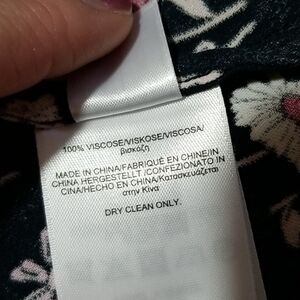 100% VISCOSE/VISKOSE/VISCOSA/
βισκόζη
MADE IN CHINA/FABRIQUÉ EN CHINE/IN
CHINA HERGESTELLT /CONFEZIONATO IN
CINA/HECHO EN CHINA/Κατασκευάζεται
στην Κίνα
DRY CLEAN ONLY.